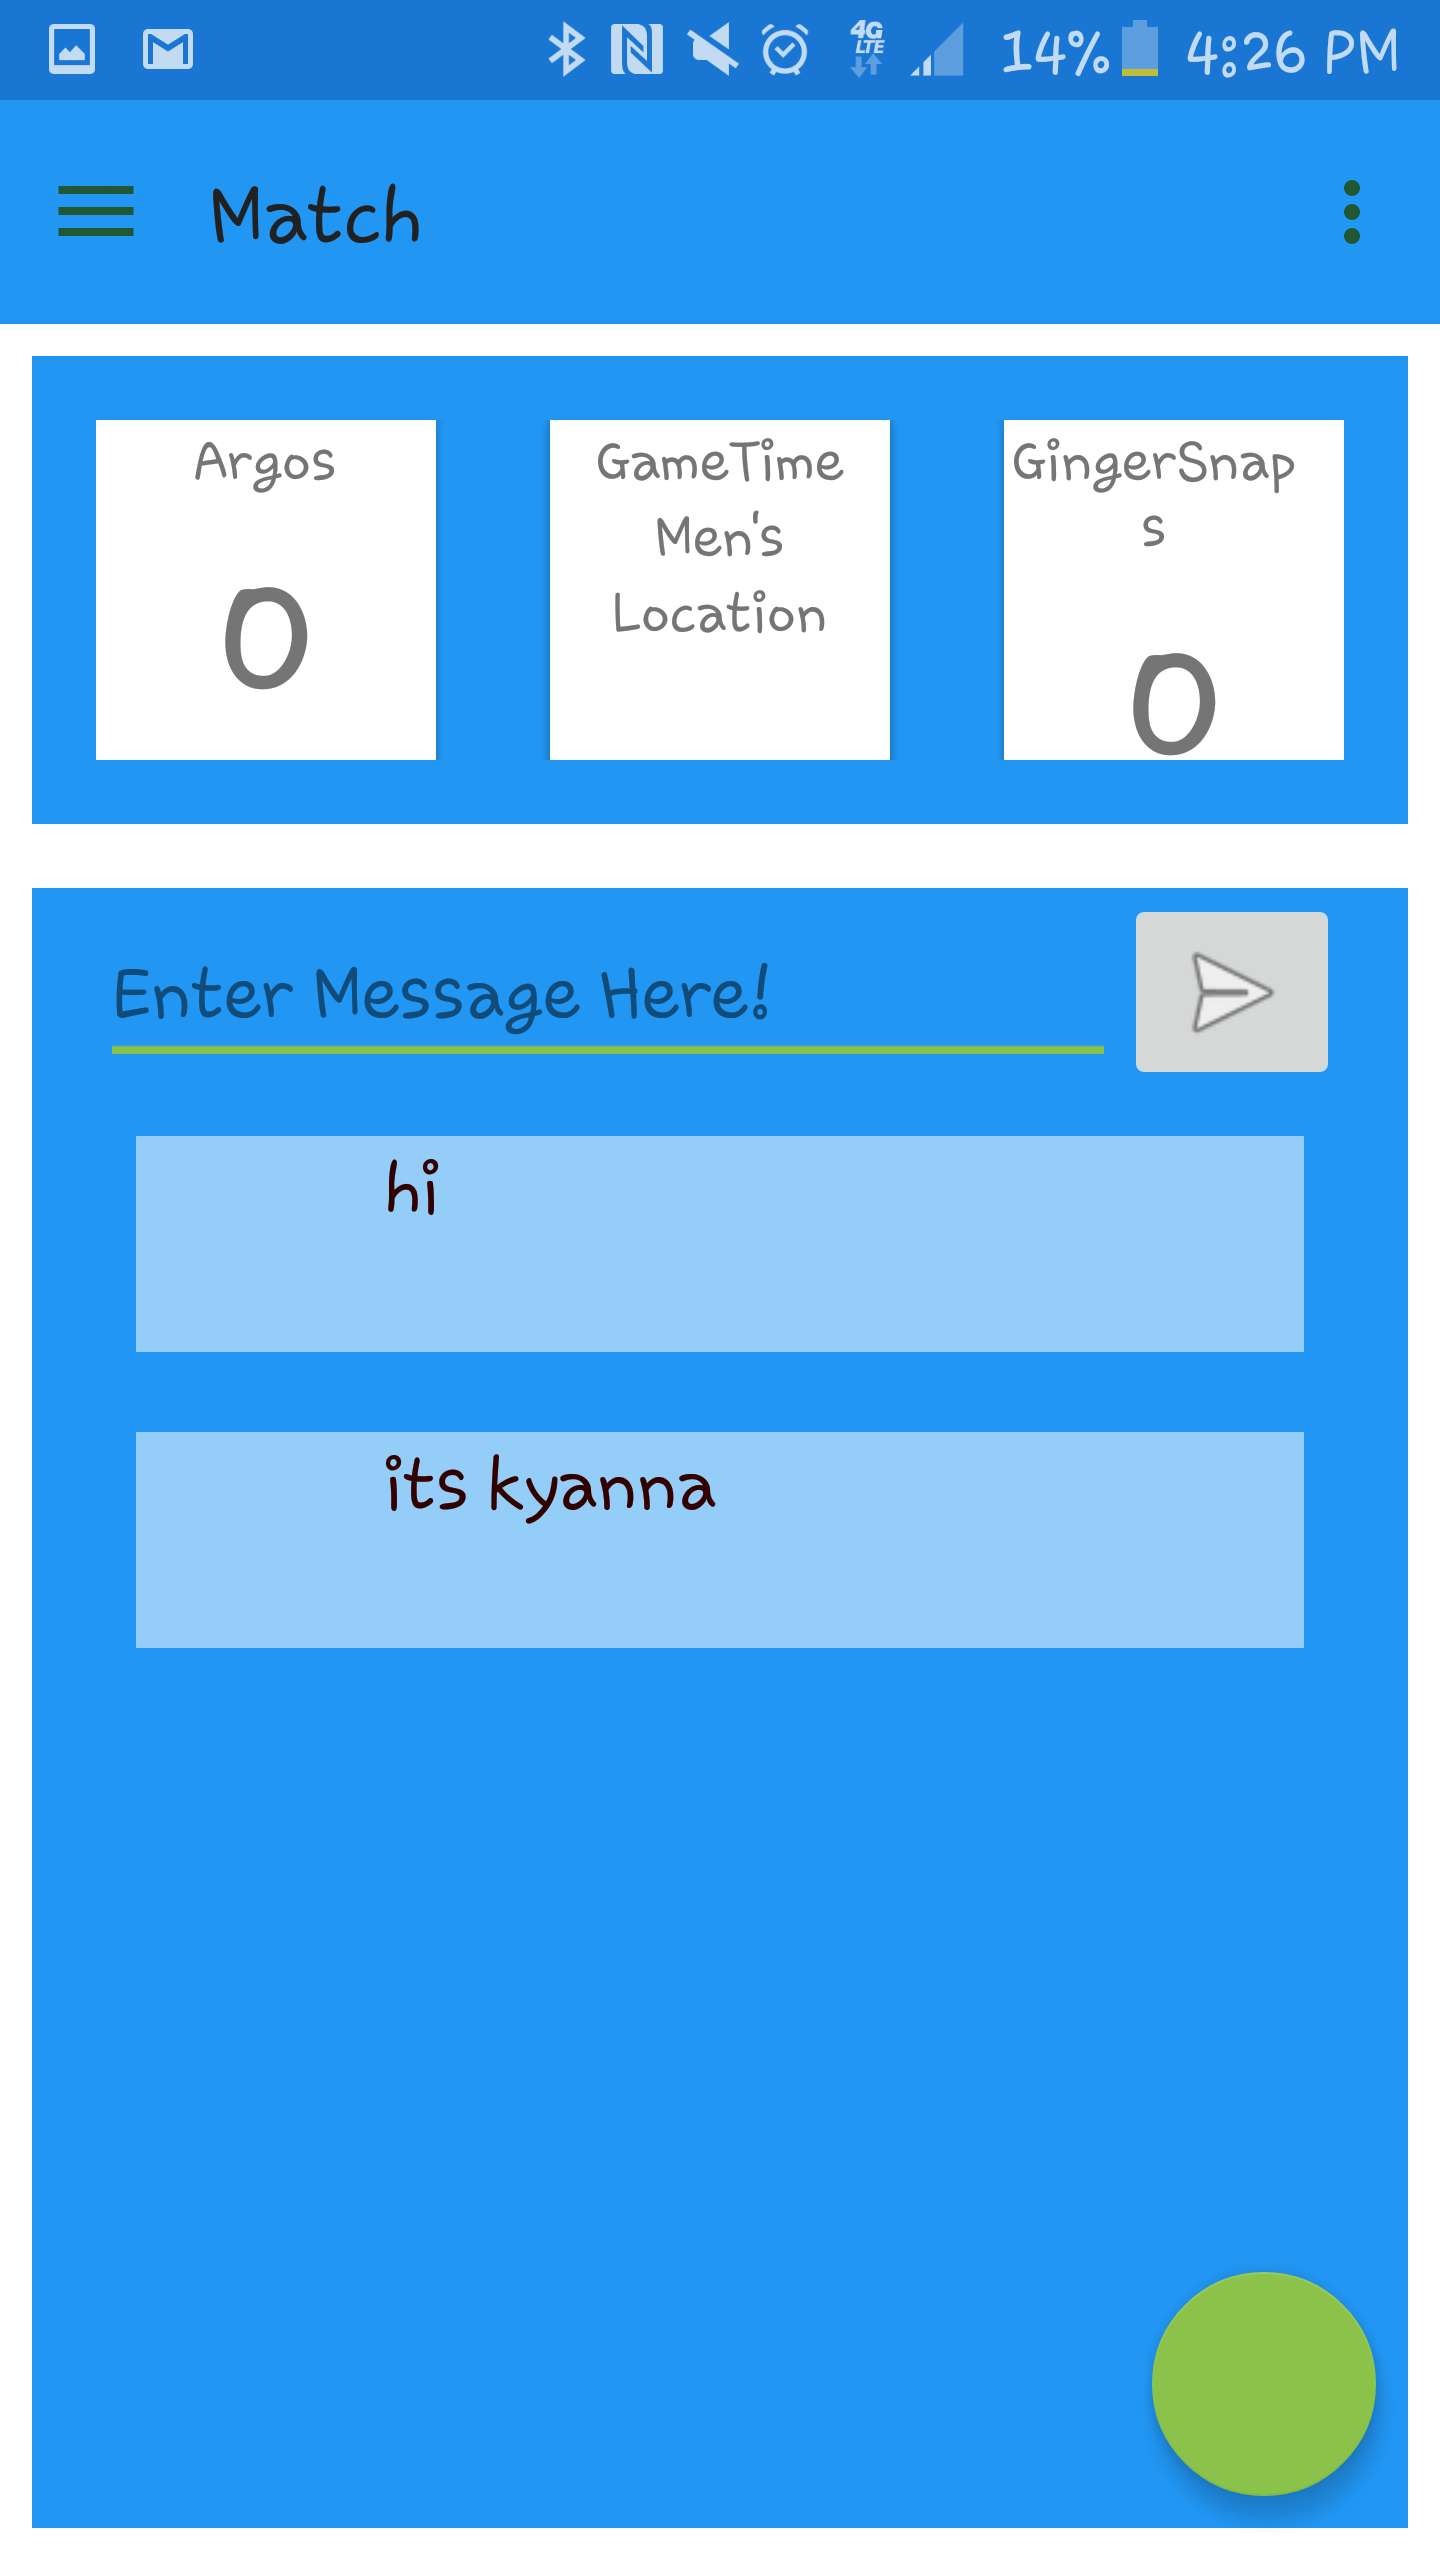 4G LTE 14% 4:26 PM
Match
Argos
0
GameTime
Men's
Location
GingerSnap
s
0
Enter Message Here!
hi
its kyanna